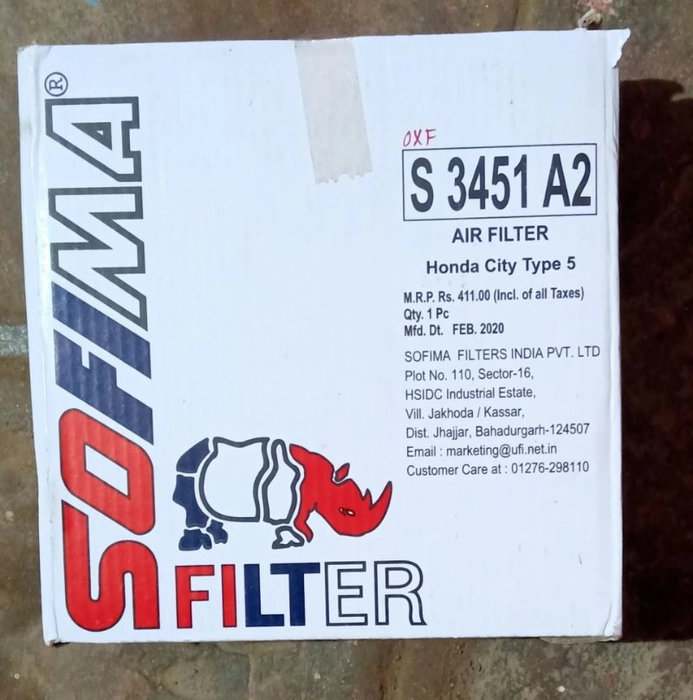 SOFIMA®
FILTER
OXF
S 3451 A2
AIR FILTER
Honda City Type 5
M.R.P. Rs. 411.00 (Incl. of all Taxes)
Qty. 1 Pc
Mfd. Dt. FEB. 2020
SOFIMA FILTERS INDIA PVT. LTD
Plot No. 110, Sector-16,
HSIDC Industrial Estate,
Vill. Jakhoda / Kassar,
Dist. Jhajjar, Bahadurgarh-124507
Email : marketing@ufi.net.in
Customer Care at : 01276-298110